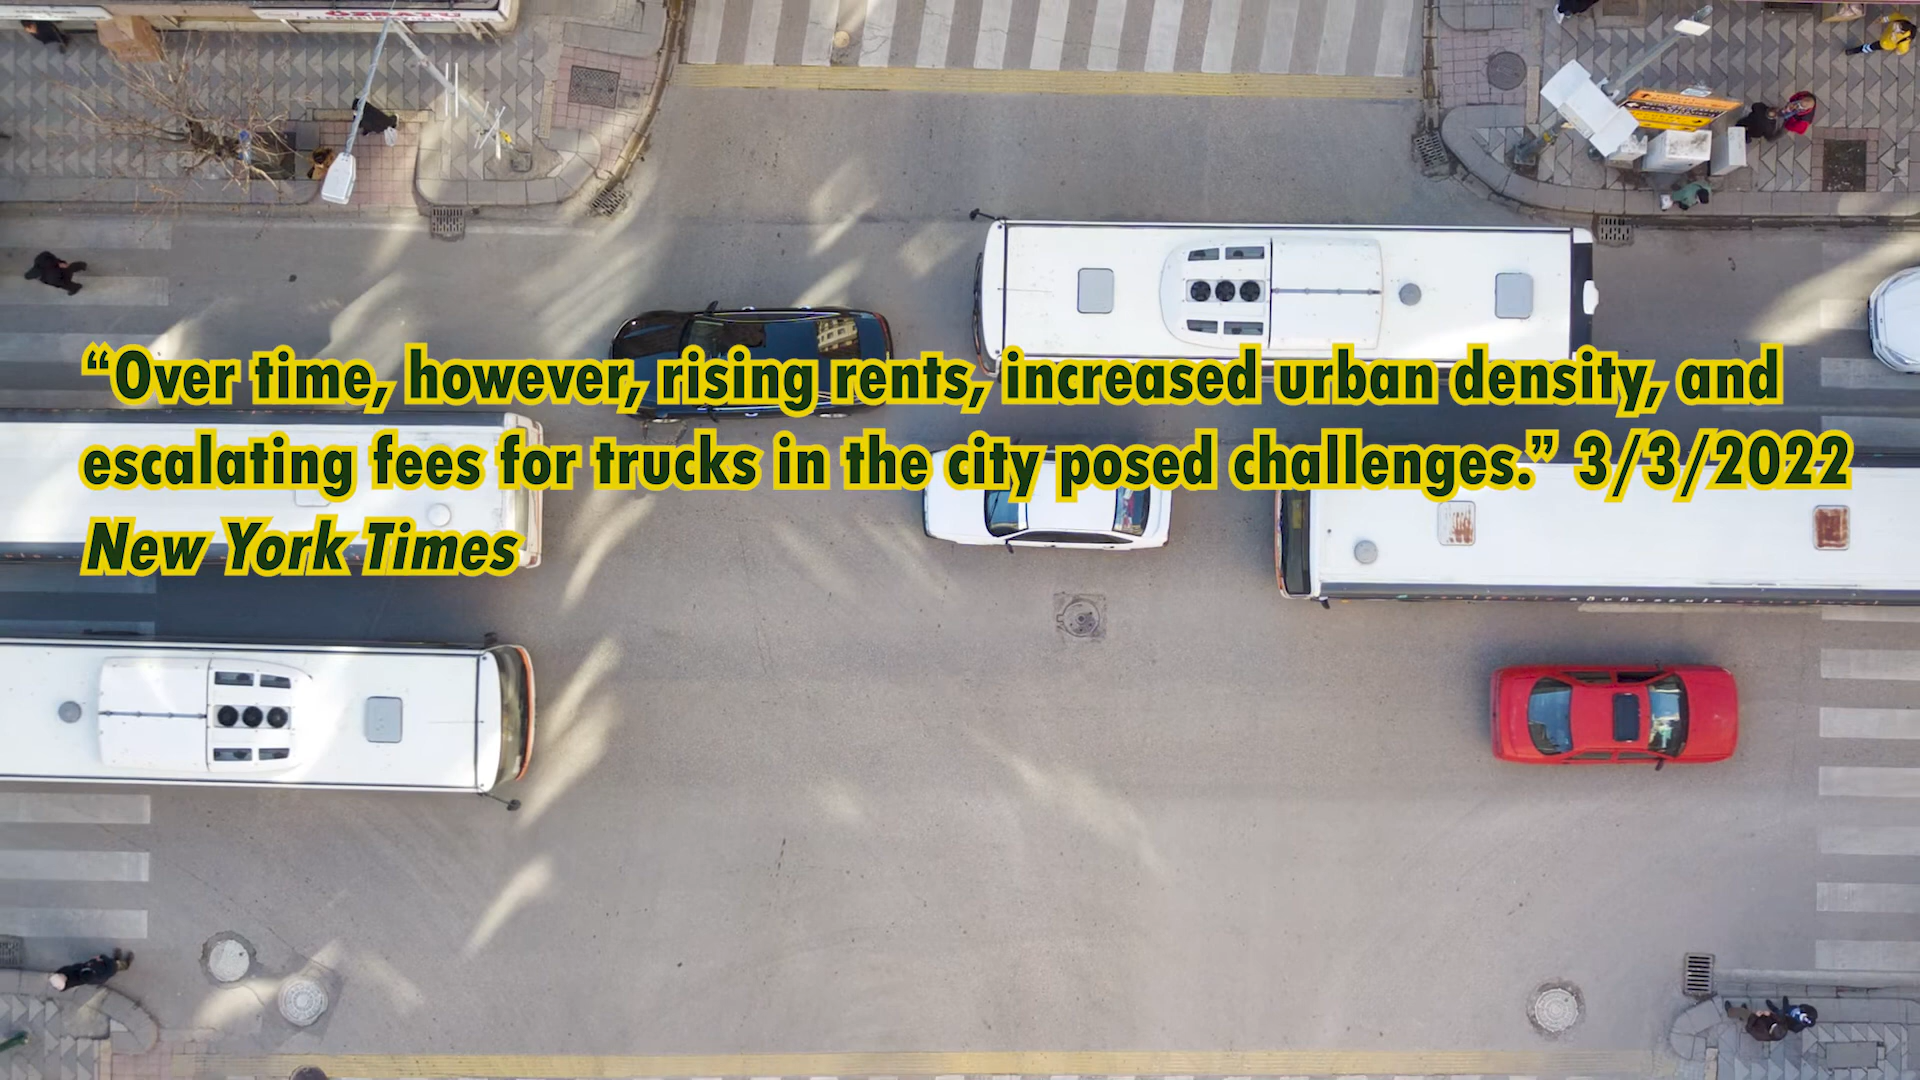 “Over time, however, rising rents, increased urban density, and
escalating fees for trucks in the city posed challenges.” 3/3/2022
New York Times